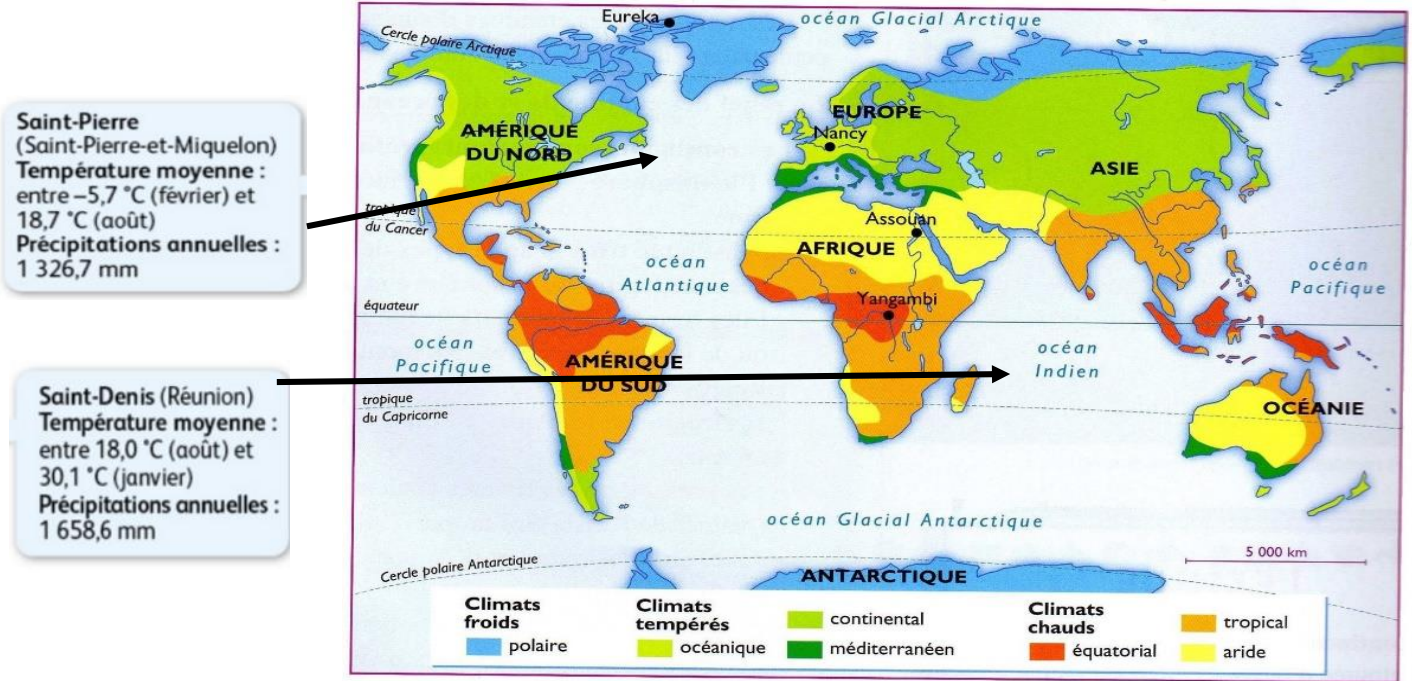 Saint-Pierre
(Saint-Pierre-et-Miquelon)
Température moyenne :
entre –5,7 °C (février) et
18,7 °C (août)
Précipitations annuelles :
1 326,7 mm
Saint-Denis (Réunion)
Température moyenne :
entre 18,0 °C (août) et
30,1 °C (janvier)
Précipitations annuelles :
1 658,6 mm
Eureka
océan Glacial Arctique
Cercle polaire Arctique
AMÉRIQUE
DU NORD
EUROPE
Nancy
ASIE
tropique
du Cancer
Assouan
AFRIQUE
océan
Atlantique
océan
Pacifique
équateur
Yangambi
océan
Pacifique
AMÉRIQUE
DU SUD
océan
Indien
tropique
du Capricorne
OCÉANIE
océan Glacial Antarctique
5 000 km
Cercle polaire Antarctique
ANTARCTIQUE
Climats
froids
polaire
Climats
tempérés
océanique
continental
méditerranéen
Climats
chauds
équatorial
tropical
aride